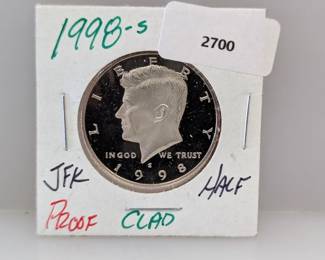 1998-S
2700
LIBERTY
IN GOD WE TRUST
S
1998
JFK HALF
PROOF CLAD